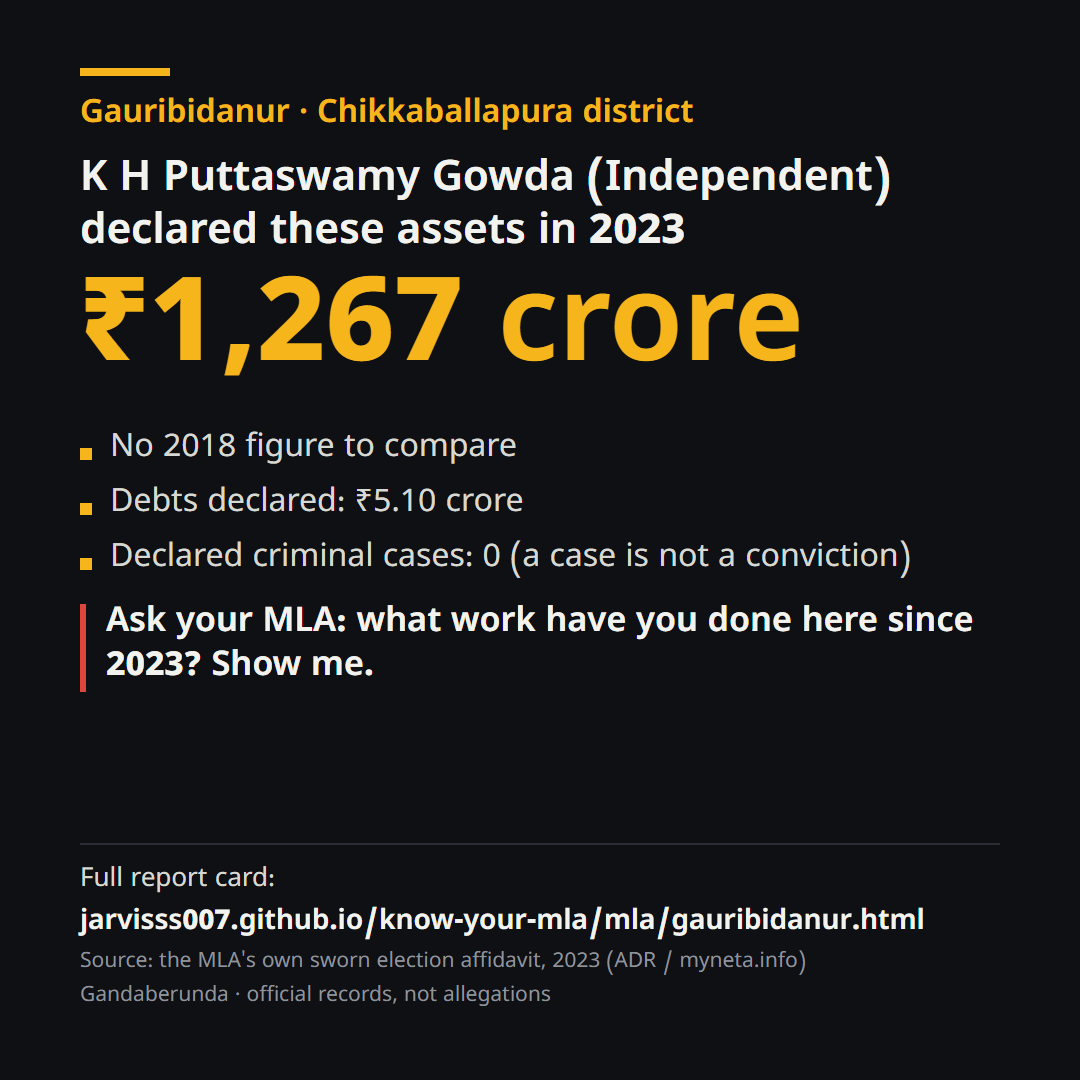 Gauribidanur · Chikkaballapura district
K H Puttaswamy Gowda (Independent)
declared these assets in 2023
₹1,267 crore
No 2018 figure to compare
Debts declared: ₹5.10 crore
Declared criminal cases: 0 (a case is not a conviction)
Ask your MLA: what work have you done here since
2023? Show me.
Full report card:
jarvisss007.github.io/know-your-mla/mla/gauribidanur.html
Source: the MLA's own sworn election affidavit, 2023 (ADR / myneta.info)
Gandaberunda · official records, not allegations